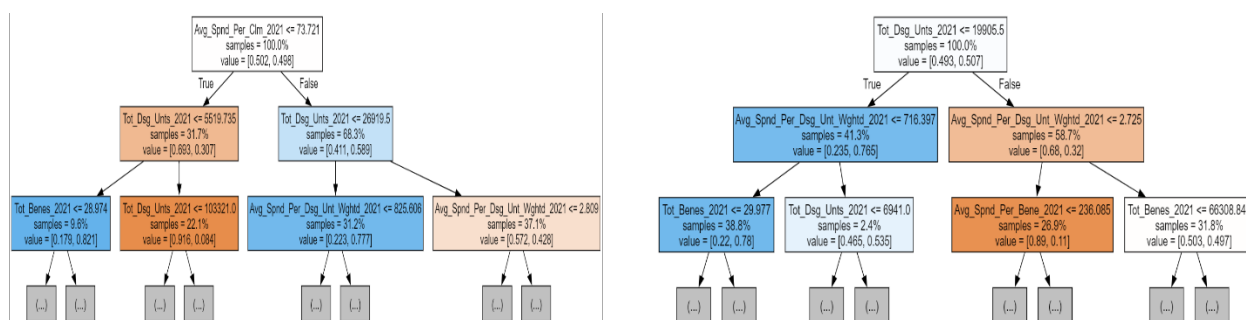 Avg_Spnd_Per_Clm_2021 <= 73.721
samples = 100.0%
value = [0.502, 0.498]
True
False
Tot_Dsg_Unts_2021 <= 5519.735
samples = 31.7%
value = [0.693, 0.307]
Tot_Dsg_Unts_2021 <= 26919.5
samples = 68.3%
value = [0.411, 0.589]
Tot_Benes_2021 <= 28.974
samples = 9.6%
value = [0.179, 0.821]
Tot_Dsg_Unts_2021 <= 103321.0
samples = 22.1%
value = [0.916, 0.084]
Avg_Spnd_Per_Dsg_Unt_Wghtd_2021 <= 825.606
samples = 31.2%
value = [0.223, 0.777]
Avg_Spnd_Per_Dsg_Unt_Wghtd_2021 <= 2.809
samples = 37.1%
value = [0.572, 0.428]
(...)
(...)
(...)
(...)
(...)
(...)
(...)
(...)
Tot_Dsg_Unts_2021 <= 19905.5
samples = 100.0%
value = [0.493, 0.507]
True
False
Avg_Spnd_Per_Dsg_Unt_Wghtd_2021 <= 716.397
samples = 41.3%
value = [0.235, 0.765]
Avg_Spnd_Per_Dsg_Unt_Wghtd_2021 <= 2.725
samples = 58.7%
value = [0.68, 0.32]
Tot_Benes_2021 <= 29.977
samples = 38.8%
value = [0.22, 0.78]
Tot_Dsg_Unts_2021 <= 6941.0
samples = 2.4%
value = [0.465, 0.535]
Avg_Spnd_Per_Bene_2021 <= 236.085
samples = 26.9%
value = [0.89, 0.11]
Tot_Benes_2021 <= 66308.84
samples = 31.8%
value = [0.503, 0.497]
(...)
(...)
(...)
(...)
(...)
(...)
(...)
(...)